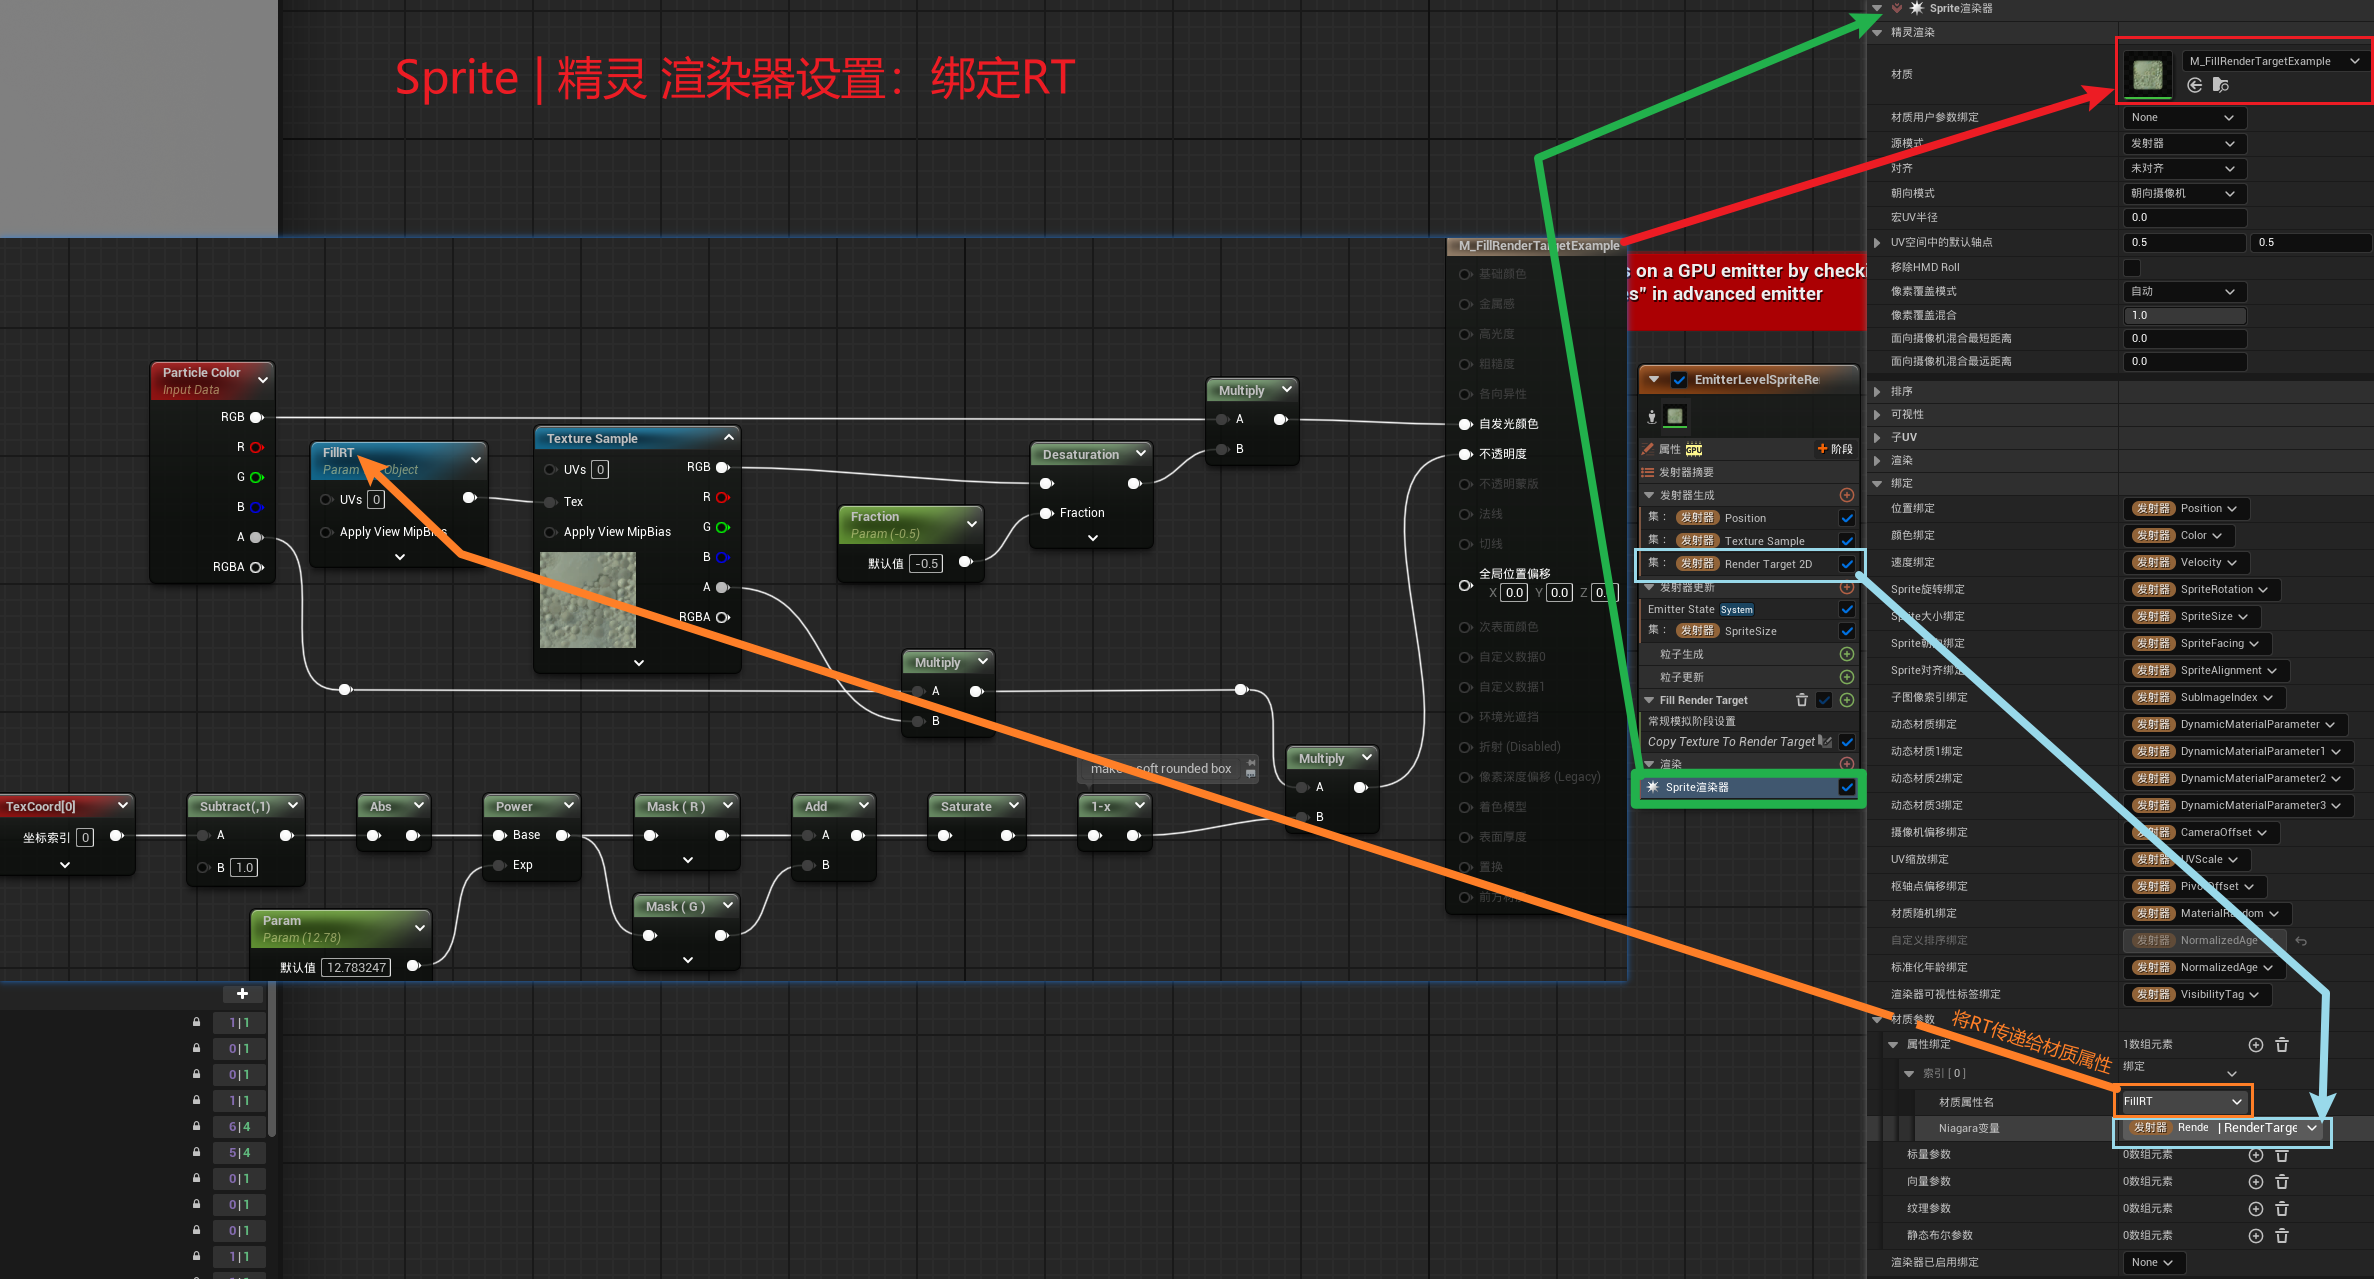 Sprite | 精灵 渲染器设置：绑定RT
M_FillRenderTargetExample
基础颜色
金属感
高光度
粗糙度
各向异性
自发光颜色
不透明度
不透明蒙版
法线
切线
全局位置偏移
X 0.0 Y 0.0 Z
次表面颜色
自定义数据0
自定义数据1
环境光遮挡
折射 (Disabled)
像素深度偏移 (Legacy)
着色模型
表面厚度
置换
Particle Color
Input Data
RGB
R
G
B
A
RGBA
FillRT
Param Object
UVs 0
Apply View MipBias
Texture Sample
UVs 0
Tex
Apply View MipBias
RGB
R
G
B
A
RGBA
Fraction
Param (-0.5)
默认值 -0.5
Desaturation
Fraction
Multiply
A
B
Multiply
A
B
make soft rounded box
Multiply
A
B
TexCoord[0]
坐标索引 0
Subtract(,1)
A
B 1.0
Abs
Power
Base
Exp
Mask ( R )
Mask ( G )
Add
A
B
Saturate
1-x
Param
Param (12.78)
默认值 12.783247
1|1
0|1
0|1
1|1
6|4
5|4
0|1
0|1
0|1
1|1
on a GPU emitter by checki
s" in advanced emitter
EmitterLevelSpriteRe
属性 GPU
阶段
发射器摘要
发射器生成
集： 发射器 Position
集： 发射器 Texture Sample
集： 发射器 Render Target 2D
发射器更新
Emitter State System
集： 发射器 SpriteSize
粒子生成
粒子更新
Fill Render Target
常规模拟阶段设置
Copy Texture To Render Target
渲染
Sprite渲染器
Sprite渲染器
精灵渲染
材质 M_FillRenderTargetExample
材质用户参数绑定 None
源模式 发射器
对齐 未对齐
朝向模式 朝向摄像机
宏UV半径 0.0
UV空间中的默认轴点 0.5 0.5
移除HMD Roll
像素覆盖模式 自动
像素覆盖混合 1.0
面向摄像机混合最短距离 0.0
面向摄像机混合最远距离 0.0
排序
可视性
子UV
渲染
绑定
位置绑定 发射器 Position
颜色绑定 发射器 Color
速度绑定 发射器 Velocity
Sprite旋转绑定 发射器 SpriteRotation
Sprite大小绑定 发射器 SpriteSize
Sprite朝向绑定 发射器 SpriteFacing
Sprite对齐绑定 发射器 SpriteAlignment
子图像索引绑定 发射器 SubImageIndex
动态材质绑定 发射器 DynamicMaterialParameter
动态材质1绑定 发射器 DynamicMaterialParameter1
动态材质2绑定 发射器 DynamicMaterialParameter2
动态材质3绑定 发射器 DynamicMaterialParameter3
摄像机偏移绑定 发射器 CameraOffset
UV缩放绑定 发射器 UVScale
枢轴点偏移绑定 发射器 PivotOffset
材质随机绑定 发射器 MaterialRandom
自定义排序绑定 发射器 NormalizedAge
标准化年龄绑定 发射器 NormalizedAge
渲染器可视性标签绑定 发射器 VisibilityTag
材质参数
将RT传递给材质属性
属性绑定 1数组元素
索引 [ 0 ] 绑定
材质属性名 FillRT
Niagara变量 发射器 Rende | RenderTarge
标量参数 0数组元素
向量参数 0数组元素
纹理参数 0数组元素
静态布尔参数 0数组元素
渲染器已启用绑定 None